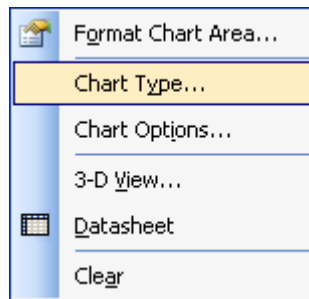 Format Chart Area...
Chart Type...
Chart Options...
3-D View...
Datasheet
Clear